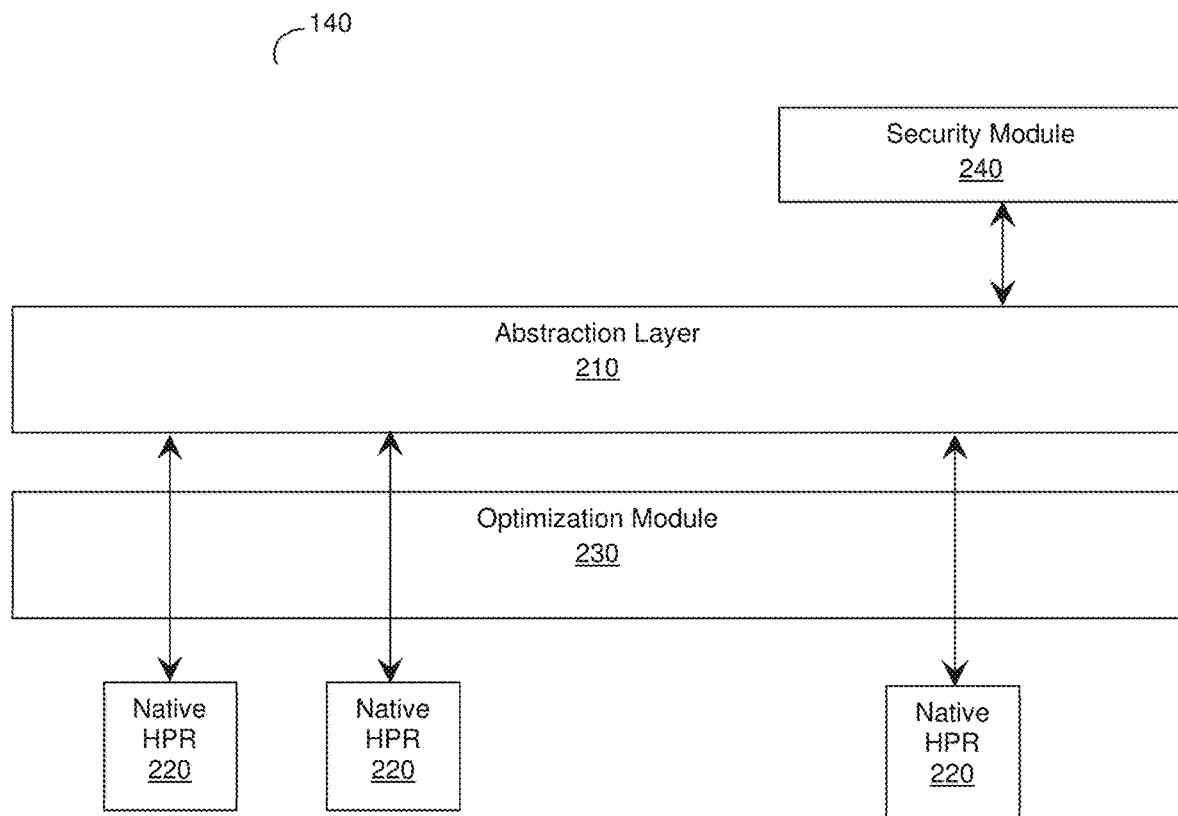 140
Security Module
240
Abstraction Layer
210
Optimization Module
230
Native
HPR
220
Native
HPR
220
Native
HPR
220